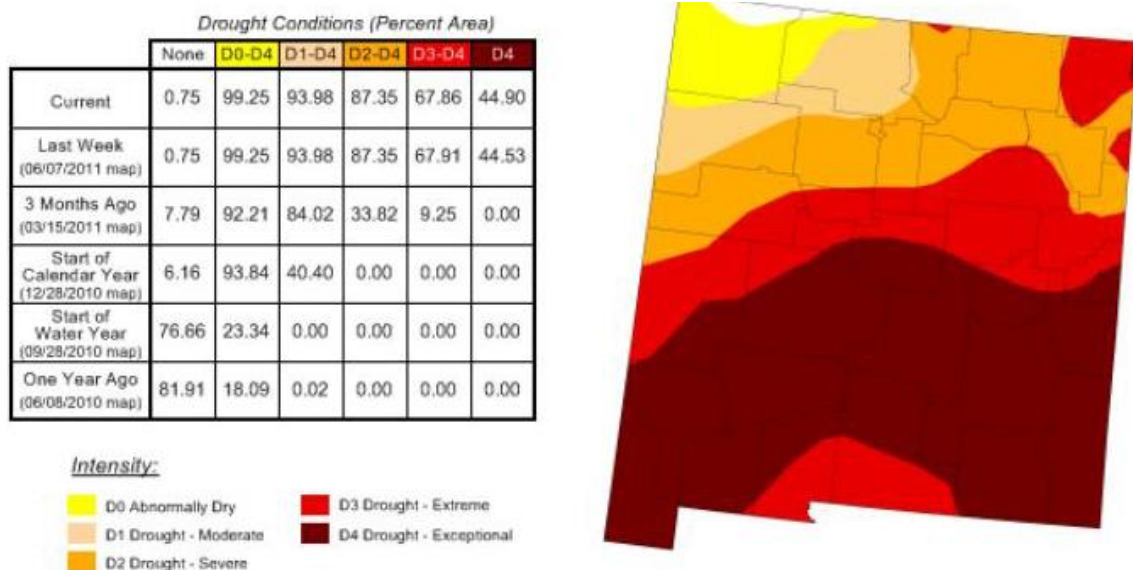 Drought Conditions (Percent Area)
None D0-D4 D1-D4 D2-D4 D3-D4 D4
Current 0.75 99.25 93.98 87.35 67.86 44.90
Last Week
(06/07/2011 map) 0.75 99.25 93.98 87.35 67.91 44.53
3 Months Ago
(03/15/2011 map) 7.79 92.21 84.02 33.82 9.25 0.00
Start of
Calendar Year
(12/28/2010 map) 6.16 93.84 40.40 0.00 0.00 0.00
Start of
Water Year
(09/28/2010 map) 76.66 23.34 0.00 0.00 0.00 0.00
One Year Ago
(06/08/2010 map) 81.91 18.09 0.02 0.00 0.00 0.00
Intensity:
D0 Abnormally Dry
D1 Drought - Moderate
D2 Drought - Severe
D3 Drought - Extreme
D4 Drought - Exceptional